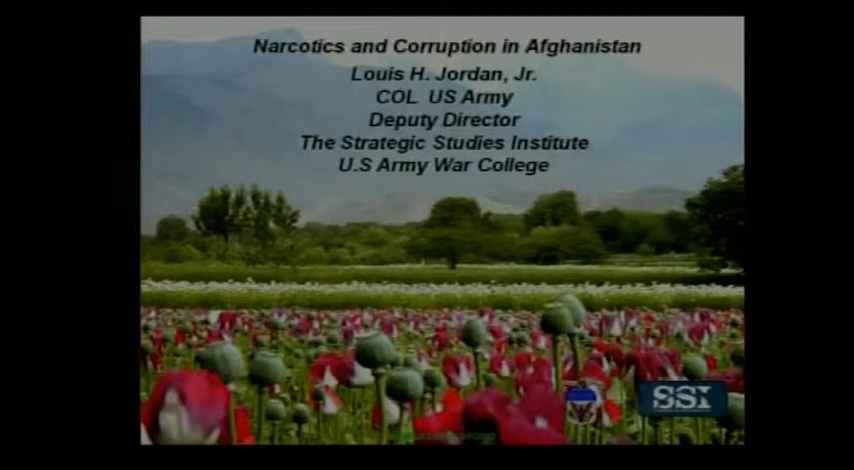 Narcotics and Corruption in Afghanistan
Louis H. Jordan, Jr.
COL US Army
Deputy Director
The Strategic Studies Institute
U.S Army War College
SSI